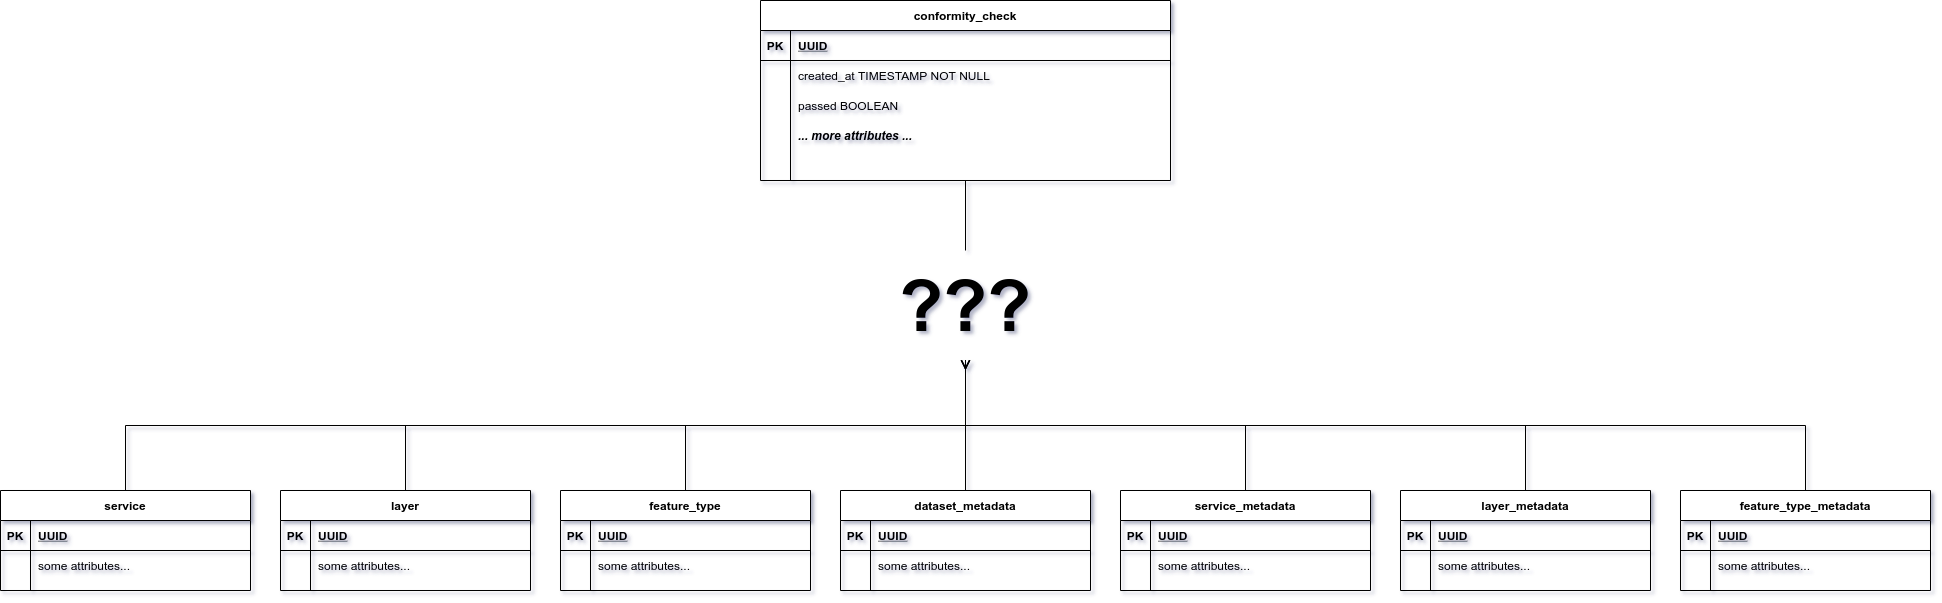 conformity_check
PK UUID
created_at TIMESTAMP NOT NULL
passed BOOLEAN
... more attributes ...
???
service
PK UUID
some attributes...
layer
PK UUID
some attributes...
feature_type
PK UUID
some attributes...
dataset_metadata
PK UUID
some attributes...
service_metadata
PK UUID
some attributes...
layer_metadata
PK UUID
some attributes...
feature_type_metadata
PK UUID
some attributes...